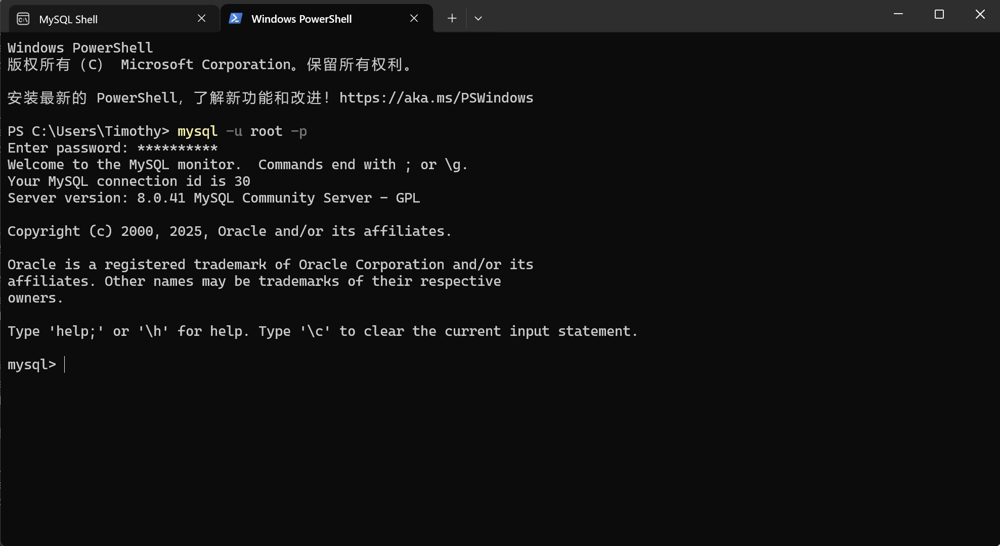 MySQL Shell
Windows PowerShell
Windows PowerShell
版权所有 (C) Microsoft Corporation。保留所有权利。
安装最新的 PowerShell，了解新功能和改进！https://aka.ms/PSWindows
PS C:\Users\Timothy> mysql -u root -p
Enter password: **********
Welcome to the MySQL monitor.  Commands end with ; or \g.
Your MySQL connection id is 30
Server version: 8.0.41 MySQL Community Server - GPL
Copyright (c) 2000, 2025, Oracle and/or its affiliates.
Oracle is a registered trademark of Oracle Corporation and/or its
affiliates. Other names may be trademarks of their respective
owners.
Type 'help;' or '\h' for help. Type '\c' to clear the current input statement.
mysql>